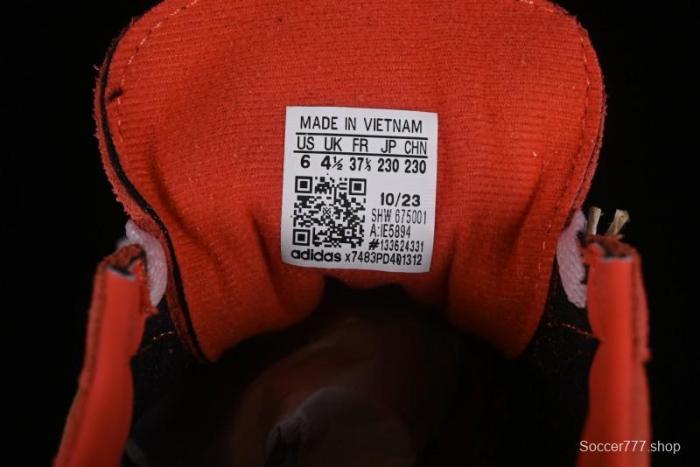 MADE IN VIETNAM
US UK FR JP CHN
6 4½ 37⅓ 230 230
10/23
SHW 675001
A:IE5894
#133624331
adidas x7483PD401312
Soccer777.shop